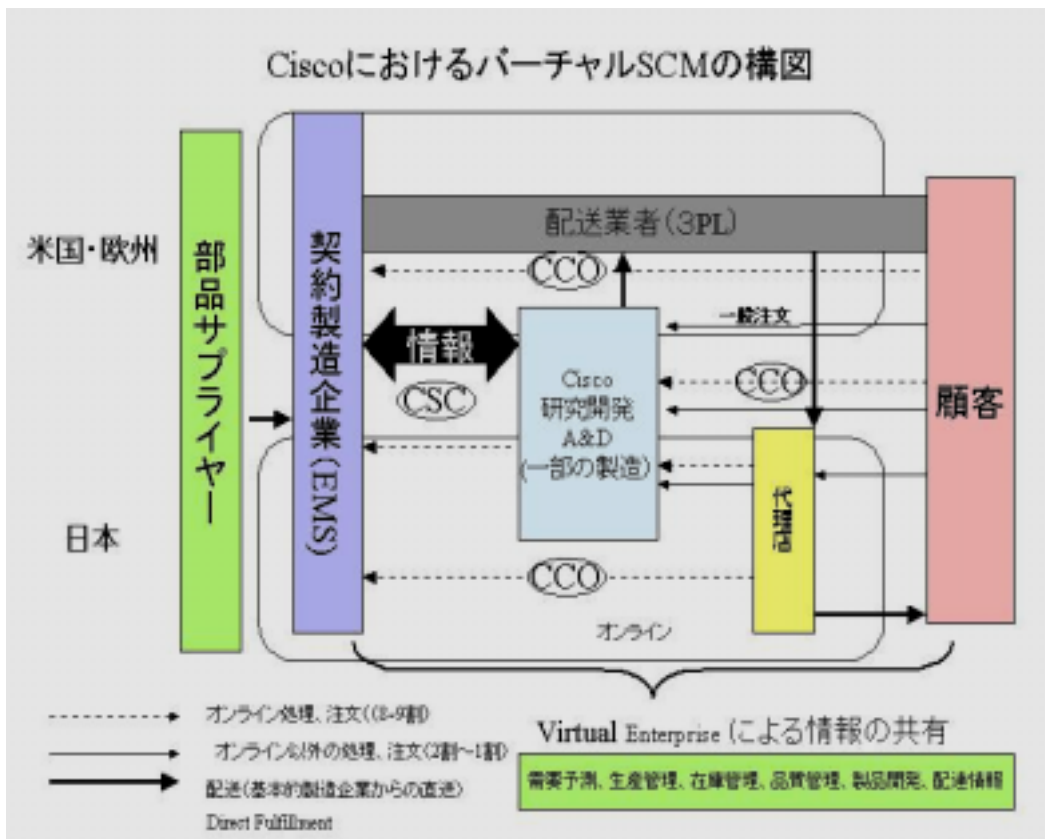 CiscoにおけるバーチャルSCMの構図
米国・欧州
日本
部品サプライヤー
契約製造企業(EMS)
配送業者(3PL)
CCO
一般注文
情報
CSC
Cisco
研究開発
A&D
(一部の製造)
CCO
顧客
代理店
CCO
オンライン
オンライン処理、注文((8-9割)
オンライン以外の処理、注文(2割~1割)
配送(基本的製造企業からの直送)
Direct Fulfillment
Virtual Enterprise による情報の共有
需要予測、生産管理、在庫管理、品質管理、製品開発、配達情報